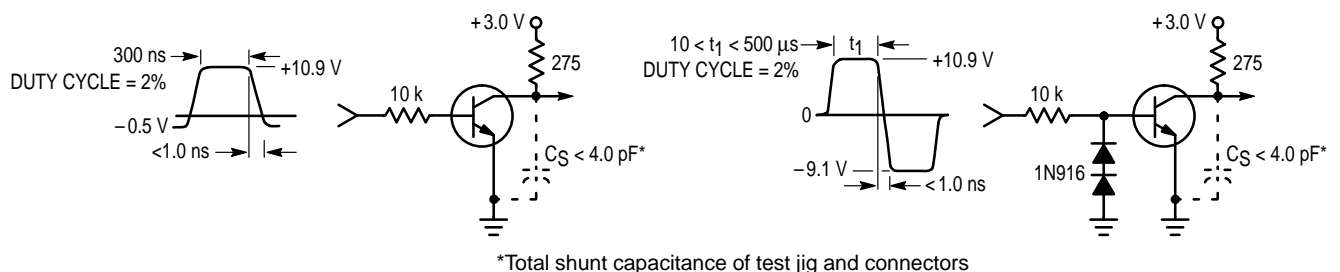 +3.0 V
300 ns
+10.9 V
DUTY CYCLE = 2%
275
10 k
−0.5 V
<1.0 ns
CS < 4.0 pF*
+3.0 V
10 < t1 < 500 µs
t1
+10.9 V
DUTY CYCLE = 2%
275
10 k
0
−9.1 V
<1.0 ns
1N916
CS < 4.0 pF*
*Total shunt capacitance of test jig and connectors